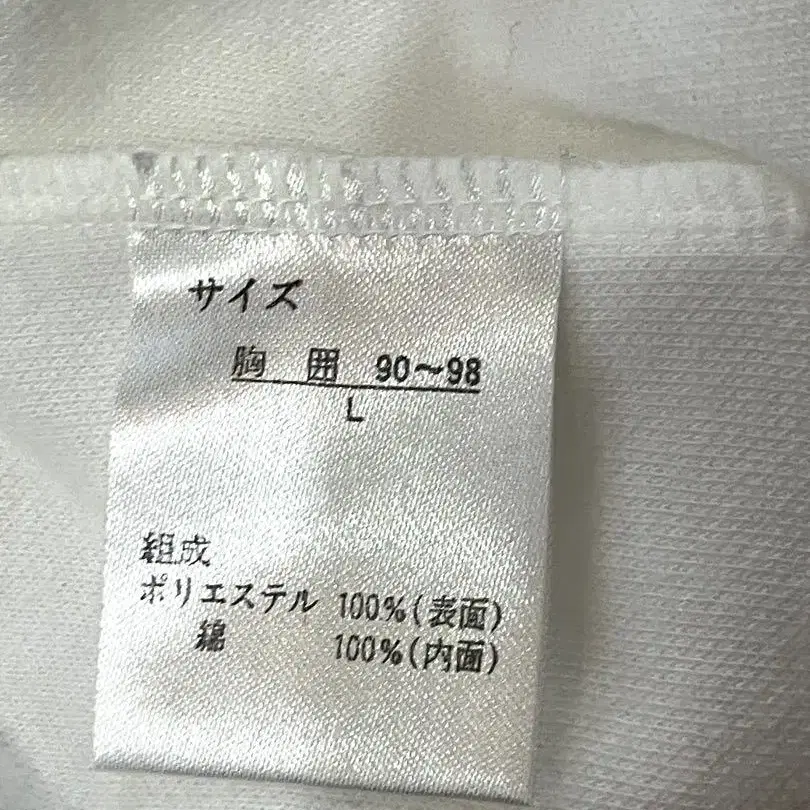 サイズ
胸 囲 90～98
L
組成
ポリエステル 100%(表面)
綿 100%(内面)